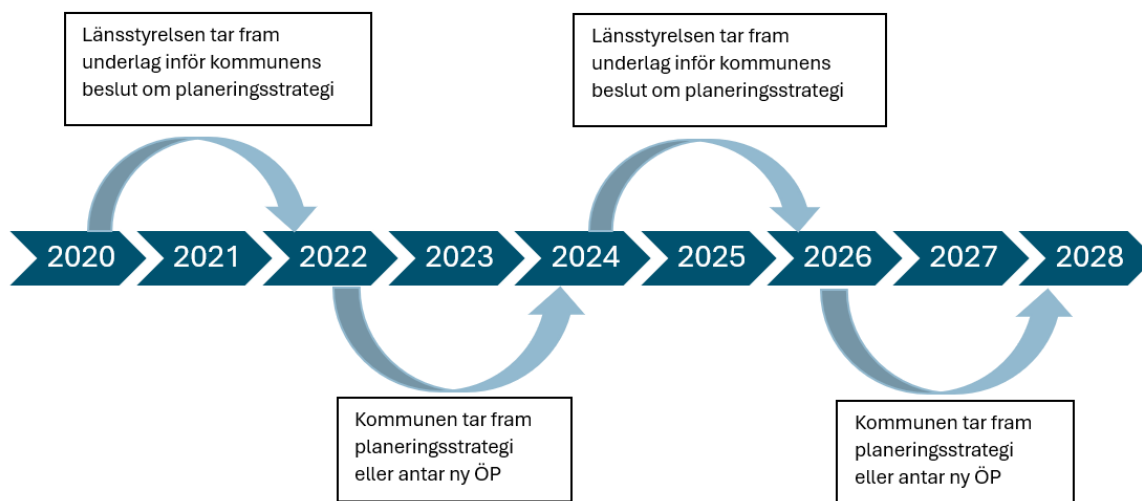 Länsstyrelsen tar fram
underlag inför kommunens
beslut om planeringsstrategi
Länsstyrelsen tar fram
underlag inför kommunens
beslut om planeringsstrategi
2020 2021 2022 2023 2024 2025 2026 2027 2028
Kommunen tar fram
planeringsstrategi
eller antar ny ÖP
Kommunen tar fram
planeringsstrategi
eller antar ny ÖP